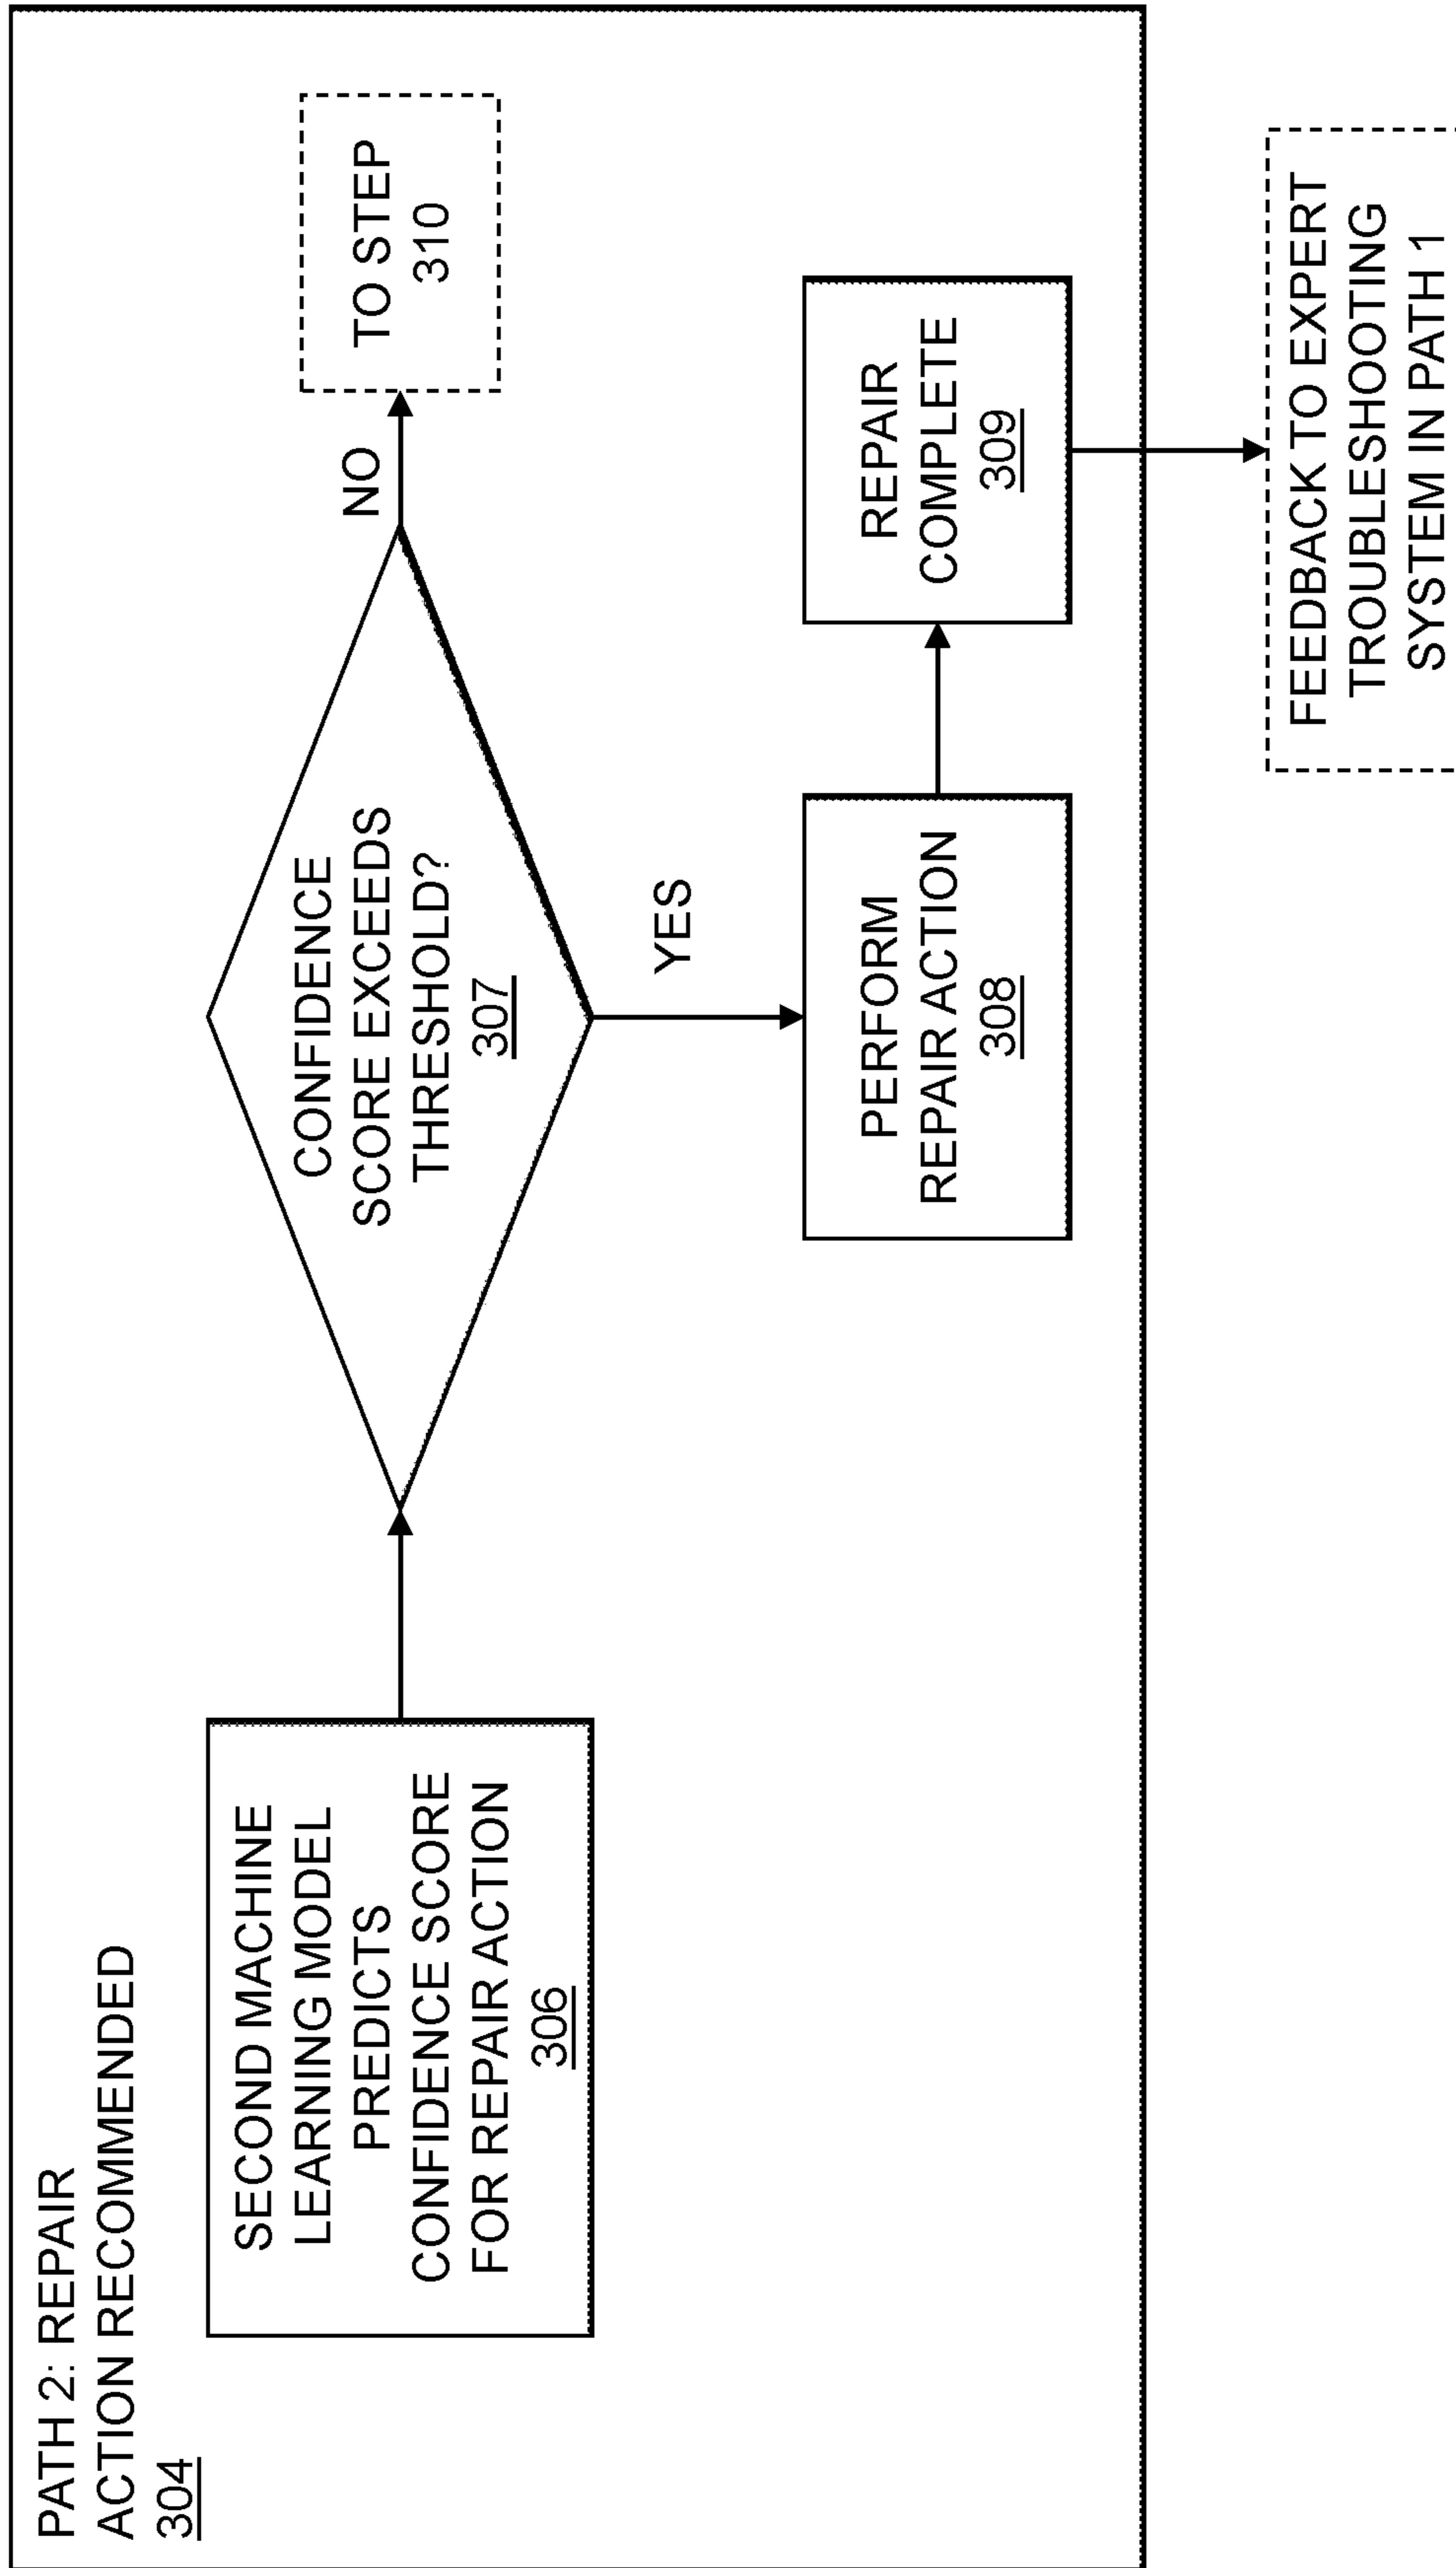 PATH 2: REPAIR
ACTION RECOMMENDED
304
SECOND MACHINE
LEARNING MODEL
PREDICTS
CONFIDENCE SCORE
FOR REPAIR ACTION
306
CONFIDENCE
SCORE EXCEEDS
THRESHOLD?
307
NO
TO STEP
310
YES
PERFORM
REPAIR ACTION
308
REPAIR
COMPLETE
309
FEEDBACK TO EXPERT
TROUBLESHOOTING
SYSTEM IN PATH 1